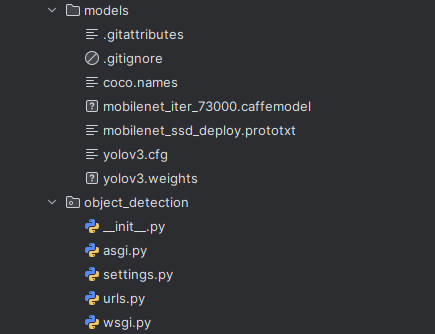 models
.gitattributes
.gitignore
coco.names
mobilenet_iter_73000.caffemodel
mobilenet_ssd_deploy.prototxt
yolov3.cfg
yolov3.weights
object_detection
__init__.py
asgi.py
settings.py
urls.py
wsgi.py